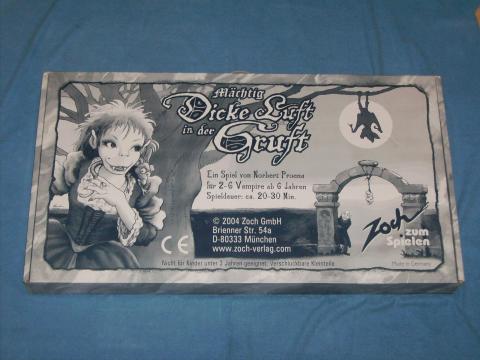 Mächtig
Dicke Luft
in der
Gruft
Ein Spiel von Norbert Proena
für 2-6 Vampire ab 6 Jahren
Spieldauer: ca. 20-30 Min.
© 2004 Zoch GmbH
Brienner Str. 54a
D-80333 München
www.zoch-verlag.com
CE
Zoch
zum
Spielen
Nicht für Kinder unter 3 Jahren geeignet. Verschluckbare Kleinteile
Made in Germany